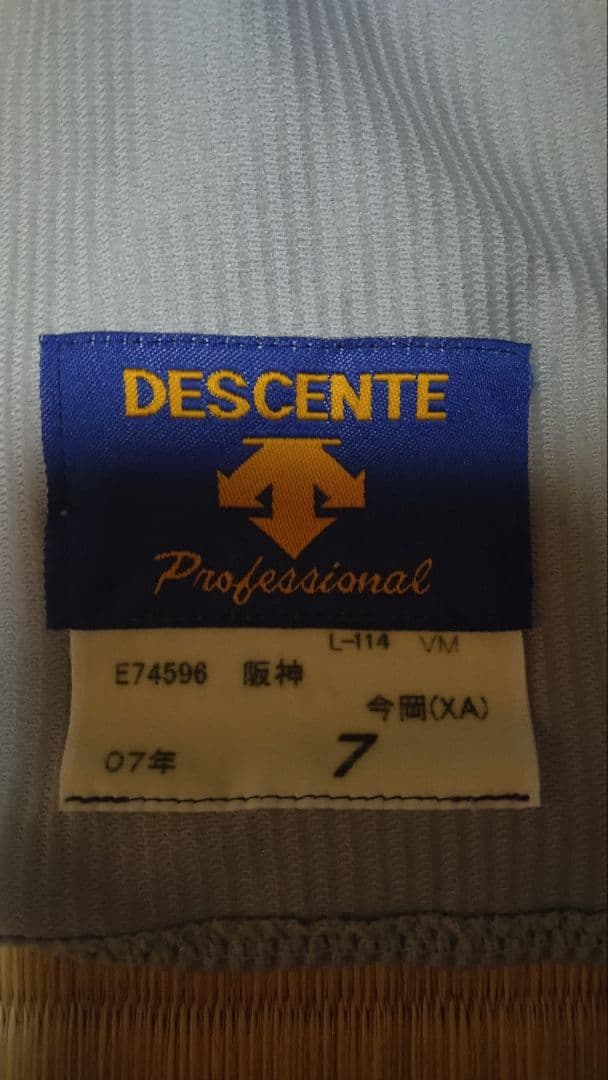 DESCENTE
Professional
L-114 VM
E74596 阪神
今岡(XA)
07年 7